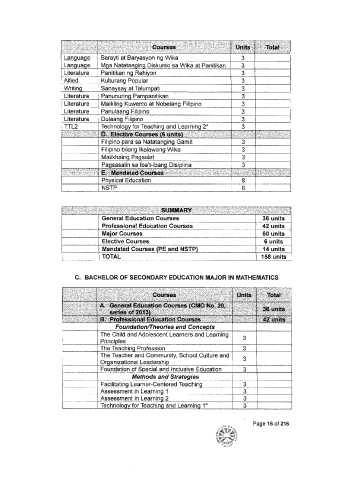 Courses Units Total
Language Barayti at Baryasyon ng Wika 3
Language Mga Natatanging Diskurso sa Wika at Panitikan 3
Literature Panitikan ng Rehiyon 3
Allied Kulturang Popular 3
Writing Sanaysay at Talumpati 3
Literature Panunuring Pampanitikan 3
Literature Maikling Kuwento at Nobelang Filipino 3
Literature Panulaang Filipino 3
Literature Dulaang Filipino 3
TTL2 Technology for Teaching and Learning 2* 3
D. Elective Courses (6 units)
Filipino para sa Natatanging Gamit 3
Filipino bilang Ikalawang Wika 3
Malikhaing Pagsulat 3
Pagsasalin sa Iba't-ibang Disiplina 3
E. Mandated Courses
Physical Education 8
NSTP 6
SUMMARY
General Education Courses 36 units
Professional Education Courses 42 units
Major Courses 60 units
Elective Courses 6 units
Mandated Courses (PE and NSTP) 14 units
TOTAL 158 units
C. BACHELOR OF SECONDARY EDUCATION MAJOR IN MATHEMATICS
Courses Units Total
A. General Education Courses (CMO No. 20, series of 2013) 36 units
B. Professional Education Courses 42 units
Foundation/Theories and Concepts
The Child and Adolescent Learners and Learning
Principles 3
The Teaching Profession 3
The Teacher and Community, School Culture and
Organizational Leadership 3
Foundation of Special and Inclusive Education 3
Methods and Strategies
Facilitating Learner-Centered Teaching 3
Assessment in Learning 1 3
Assessment in Learning 2 3
Technology for Teaching and Learning 1* 3
Page 16 of 216